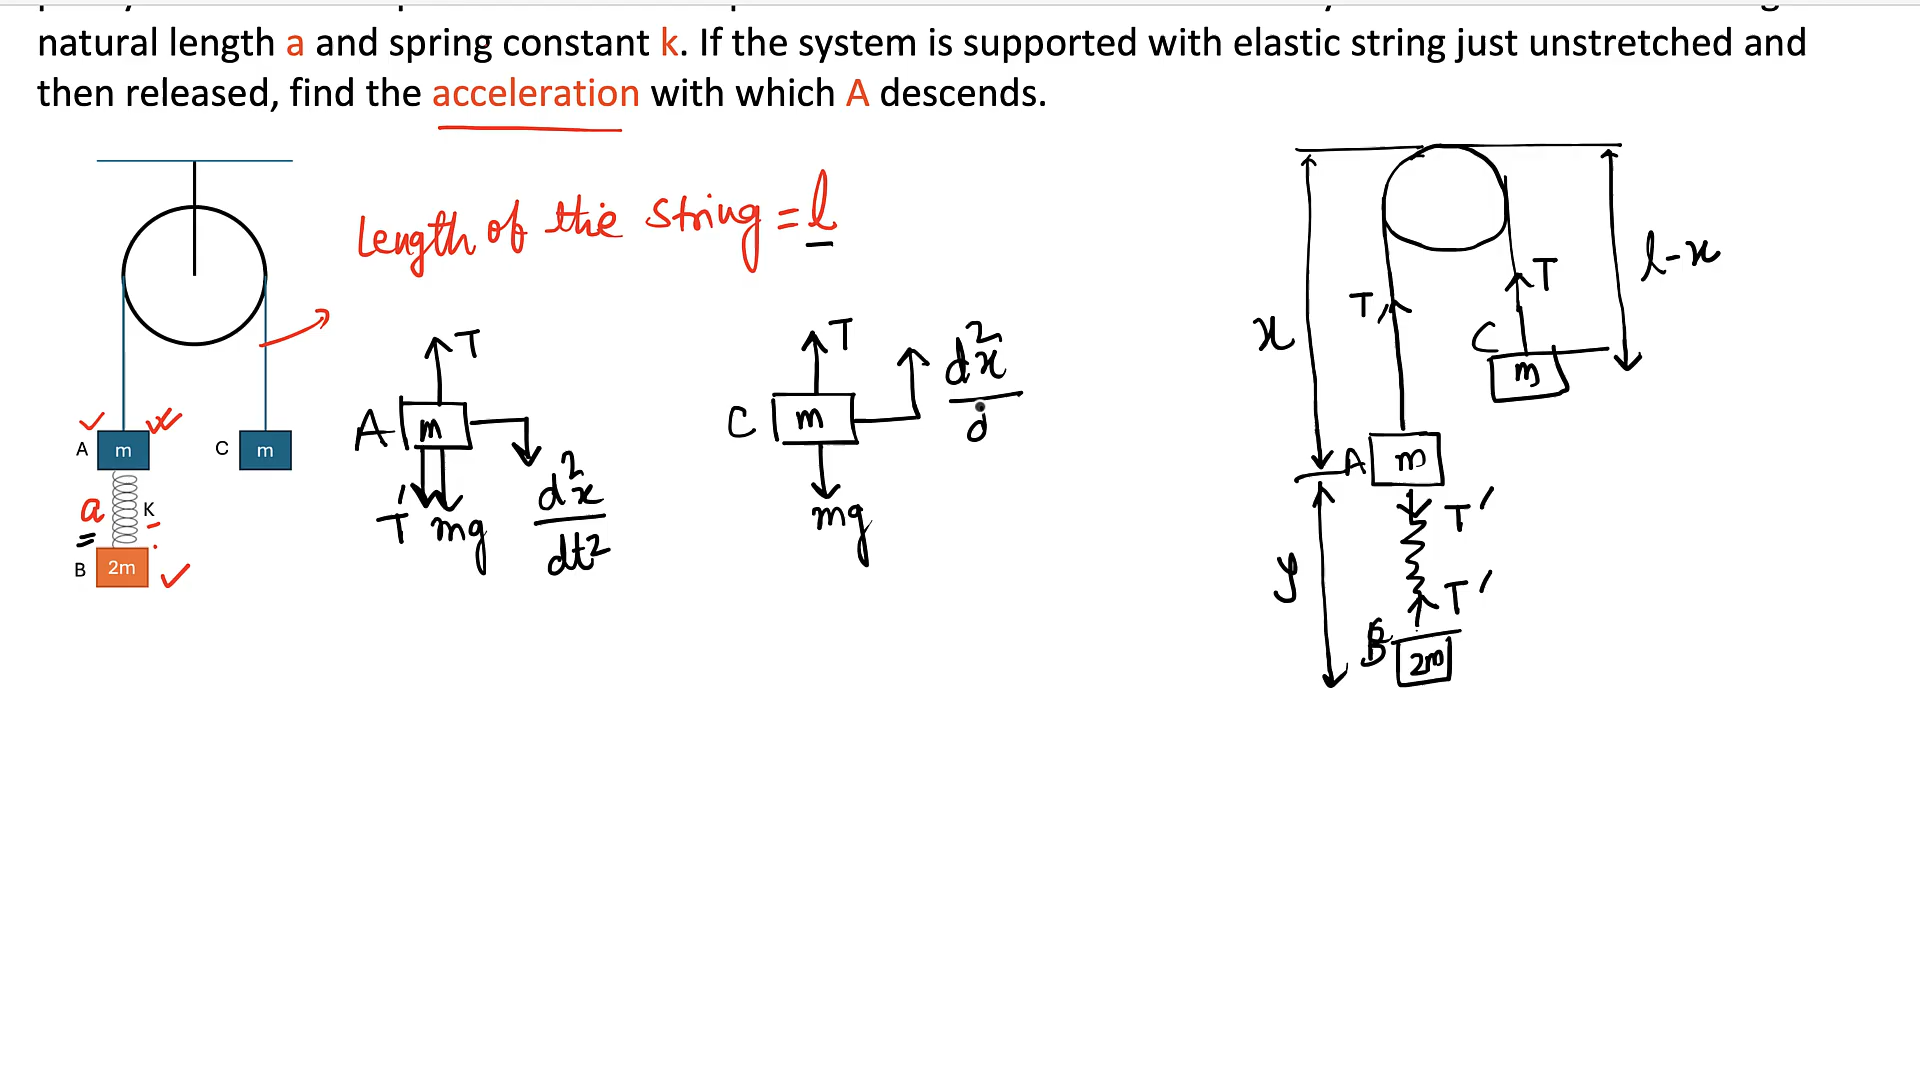 natural length a and spring constant k. If the system is supported with elastic string just unstretched and
then released, find the acceleration with which A descends.
Length of the string = l
A m
C m
a
K
B 2m
A m
T
T' mg
d²x
dt²
C m
T
mg
d²x
d
x
T
T
l-x
C
m
A m
T'
y
T'
B
2m